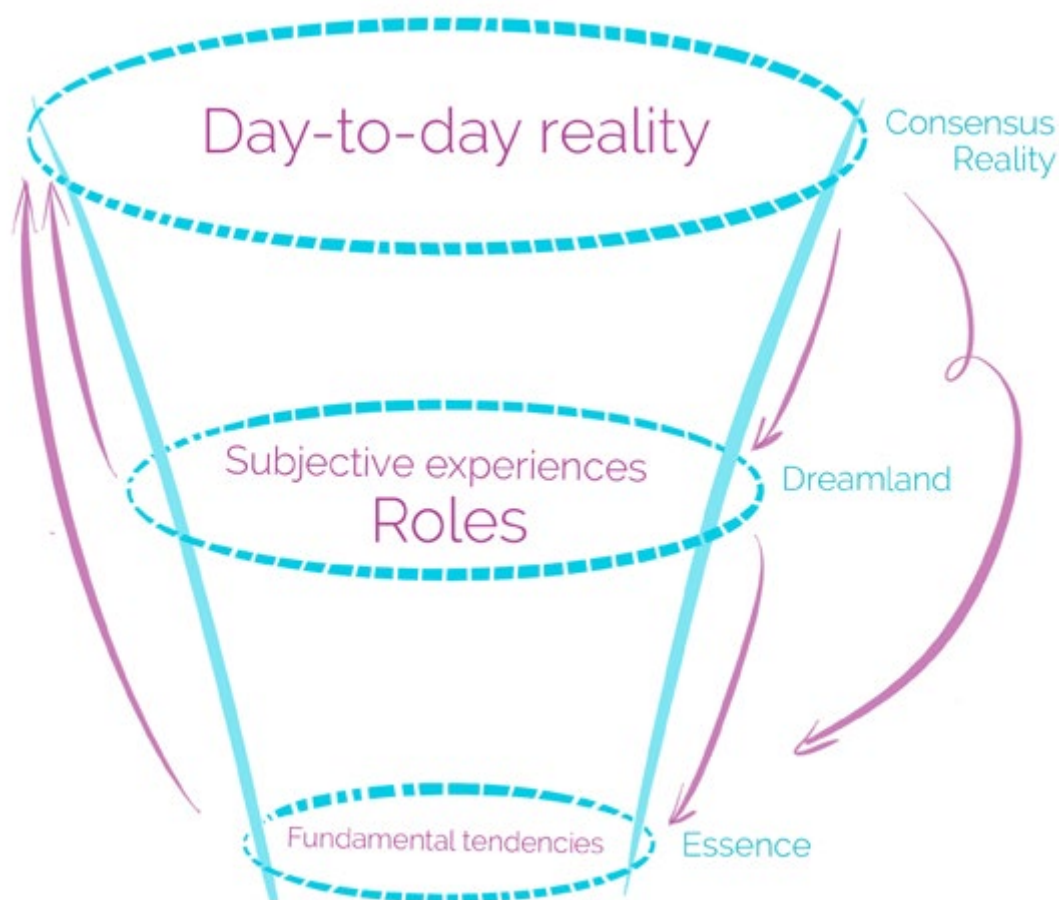 Day-to-day reality
Consensus
Reality
Subjective experiences
Roles
Dreamland
Fundamental tendencies
Essence